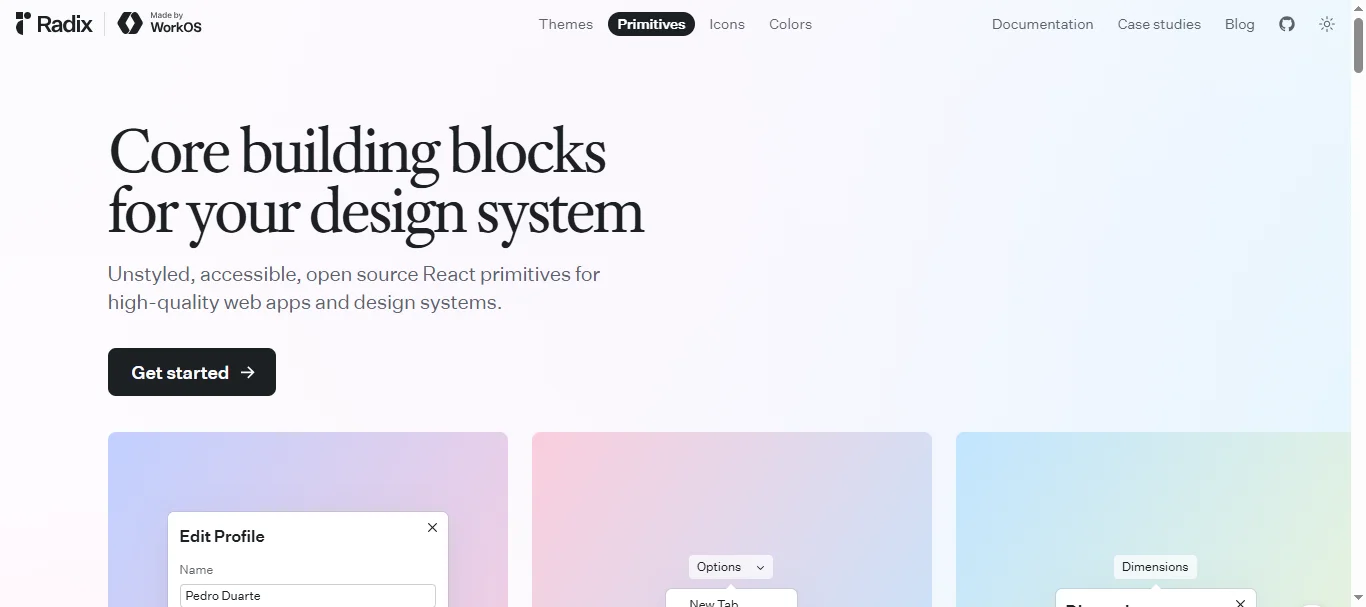 Radix
Made by
WorkOS
Themes
Primitives
Icons
Colors
Documentation
Case studies
Blog
Core building blocks
for your design system
Unstyled, accessible, open source React primitives for
high-quality web apps and design systems.
Get started
Edit Profile
Name
Pedro Duarte
Options
New Tab
Dimensions